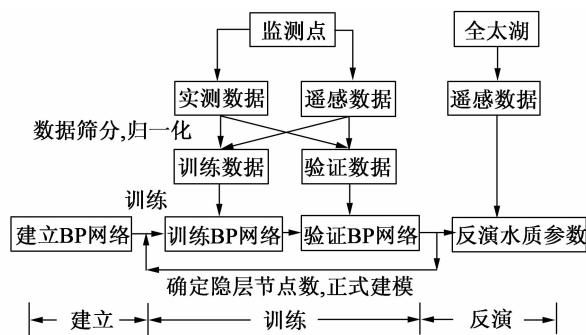 监测点
全太湖
实测数据
遥感数据
遥感数据
数据筛分,归一化
训练数据
验证数据
训练
建立BP网络
训练BP网络
验证BP网络
反演水质参数
确定隐层节点数,正式建模
建立
训练
反演